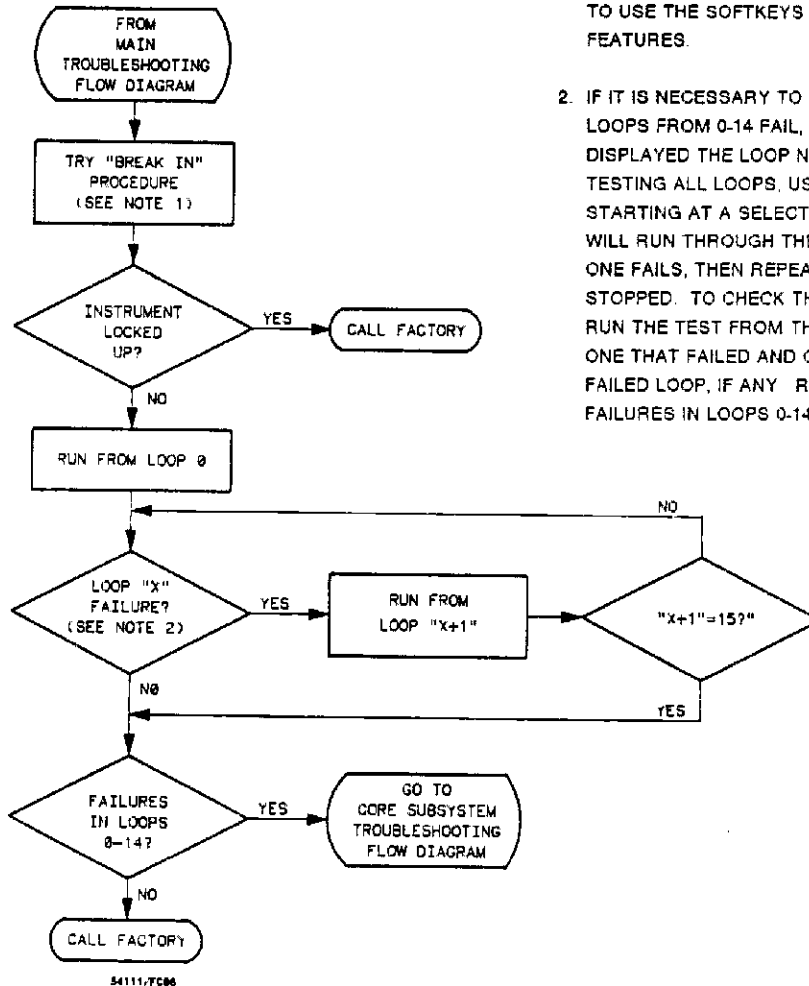 FROM
MAIN
TROUBLESHOOTING
FLOW DIAGRAM
TRY "BREAK IN"
PROCEDURE
(SEE NOTE 1)
INSTRUMENT
LOCKED
UP?
YES
CALL FACTORY
NO
RUN FROM LOOP 0
NO
LOOP "X"
FAILURE?
(SEE NOTE 2)
YES
RUN FROM
LOOP "X+1"
"X+1"=15?"
NO
YES
FAILURES
IN LOOPS
0-14?
YES
GO TO
CORE SUBSYSTEM
TROUBLESHOOTING
FLOW DIAGRAM
NO
CALL FACTORY
54111/FC06
TO USE THE SOFTKEYS
FEATURES.
2. IF IT IS NECESSARY TO
LOOPS FROM 0-14 FAIL,
DISPLAYED THE LOOP N
TESTING ALL LOOPS, US
STARTING AT A SELECT
WILL RUN THROUGH THE
ONE FAILS, THEN REPEA
STOPPED. TO CHECK TH
RUN THE TEST FROM TH
ONE THAT FAILED AND
FAILED LOOP, IF ANY R
FAILURES IN LOOPS 0-14